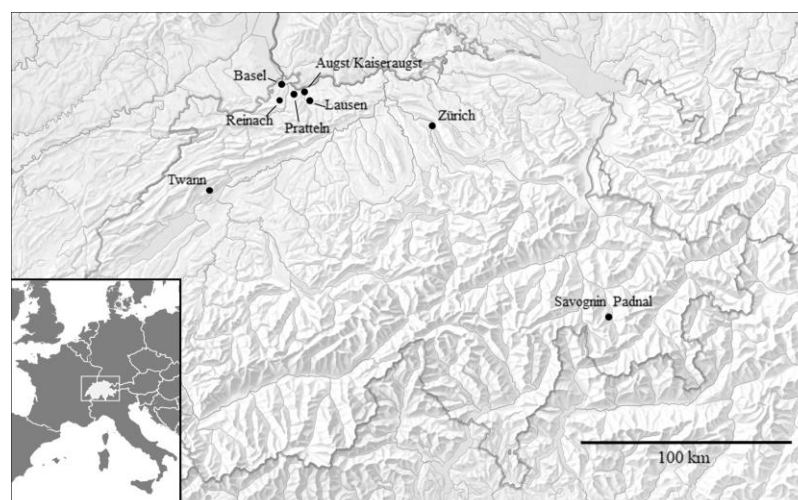 Basel
Augst/Kaiseraugst
Reinach
Pratteln
Lausen
Zürich
Twann
Savognin Padnal
100 km